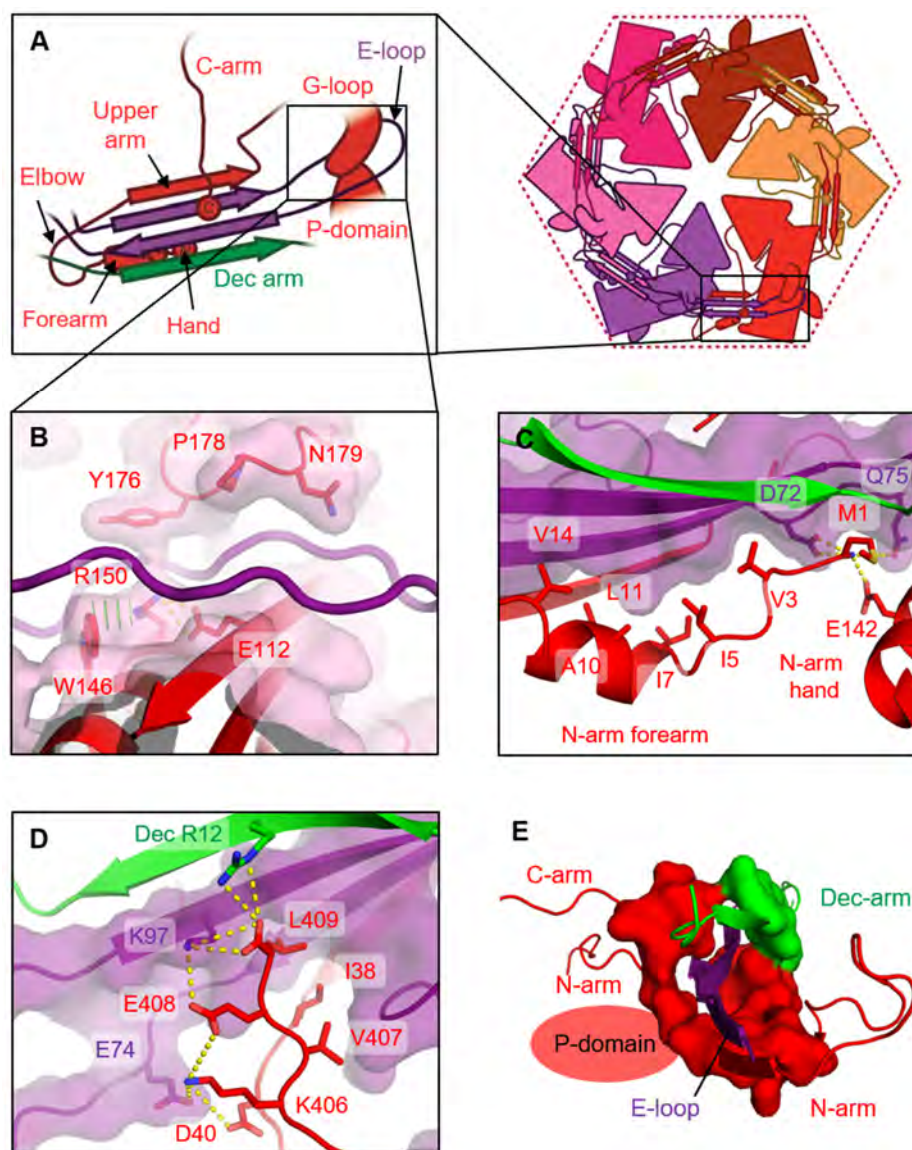 A
C-arm
E-loop
G-loop
Upper
arm
Elbow
P-domain
Dec arm
Forearm
Hand
B
P178
N179
Y176
R150
E112
W146
C
D72
Q75
M1
V14
L11
V3
E142
A10
I7
I5
N-arm
hand
N-arm forearm
D
Dec R12
K97
L409
I38
E408
V407
E74
K406
D40
E
C-arm
Dec-arm
N-arm
P-domain
E-loop
N-arm